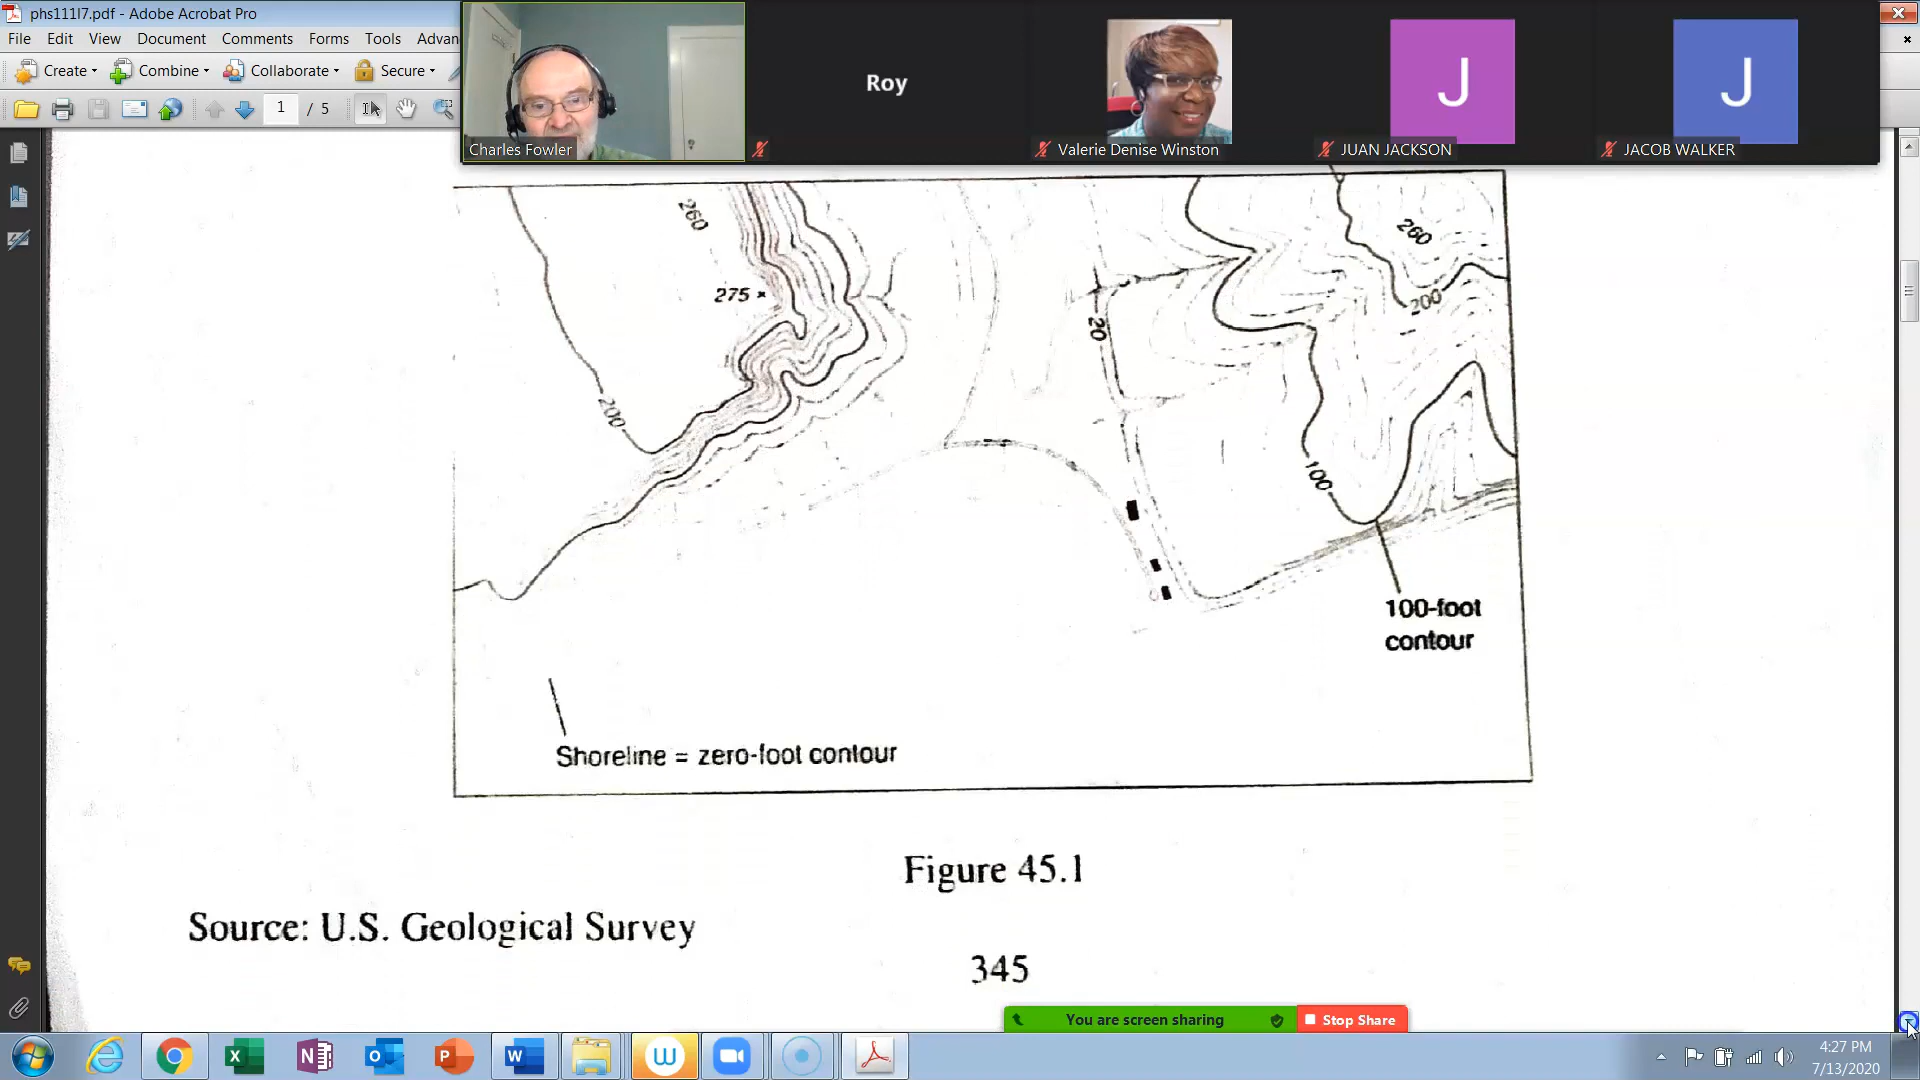 phs111l7.pdf - Adobe Acrobat Pro
File Edit View Document Comments Forms Tools Advan
Create Combine Collaborate Secure
1 / 5
Charles Fowler
Roy
Valerie Denise Winston
J
JUAN JACKSON
J
JACOB WALKER
260
275 x
200
20
260
200
100
100-foot
contour
Shoreline = zero-foot contour
Figure 45.1
Source: U.S. Geological Survey
345
You are screen sharing
Stop Share
4:27 PM
7/13/2020